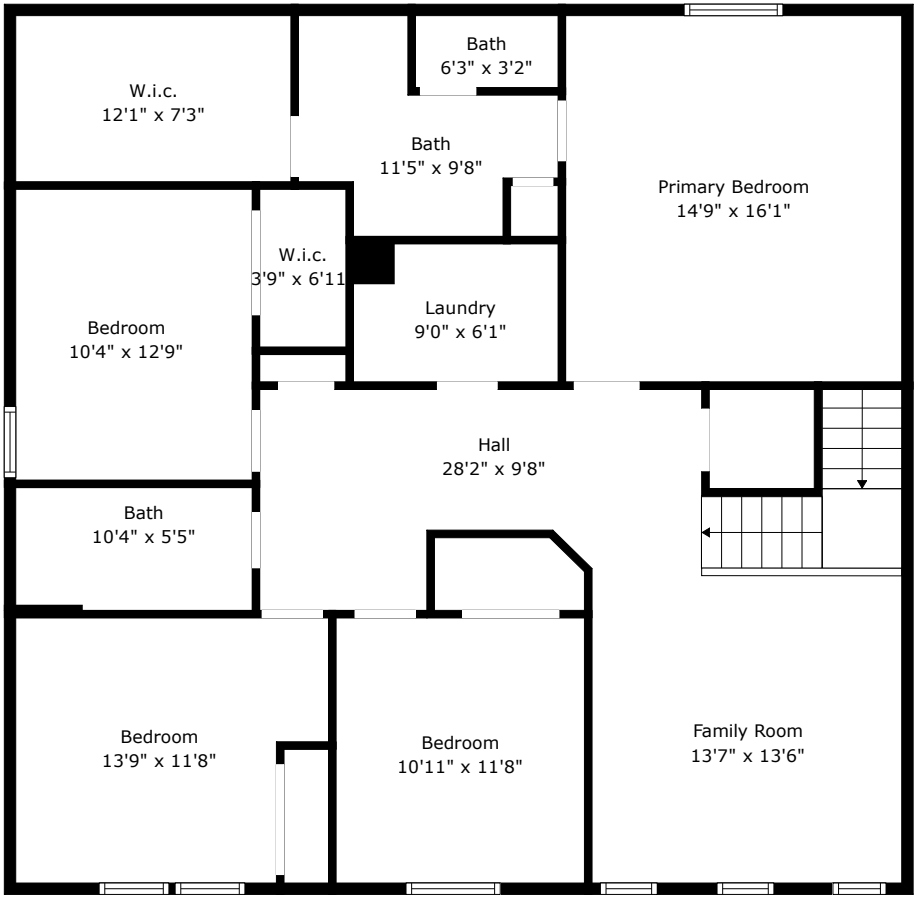 Bath
6'3" x 3'2"
W.i.c.
12'1" x 7'3"
Bath
11'5" x 9'8"
Primary Bedroom
14'9" x 16'1"
W.i.c.
3'9" x 6'11
Laundry
9'0" x 6'1"
Bedroom
10'4" x 12'9"
Hall
28'2" x 9'8"
Bath
10'4" x 5'5"
Bedroom
13'9" x 11'8"
Bedroom
10'11" x 11'8"
Family Room
13'7" x 13'6"